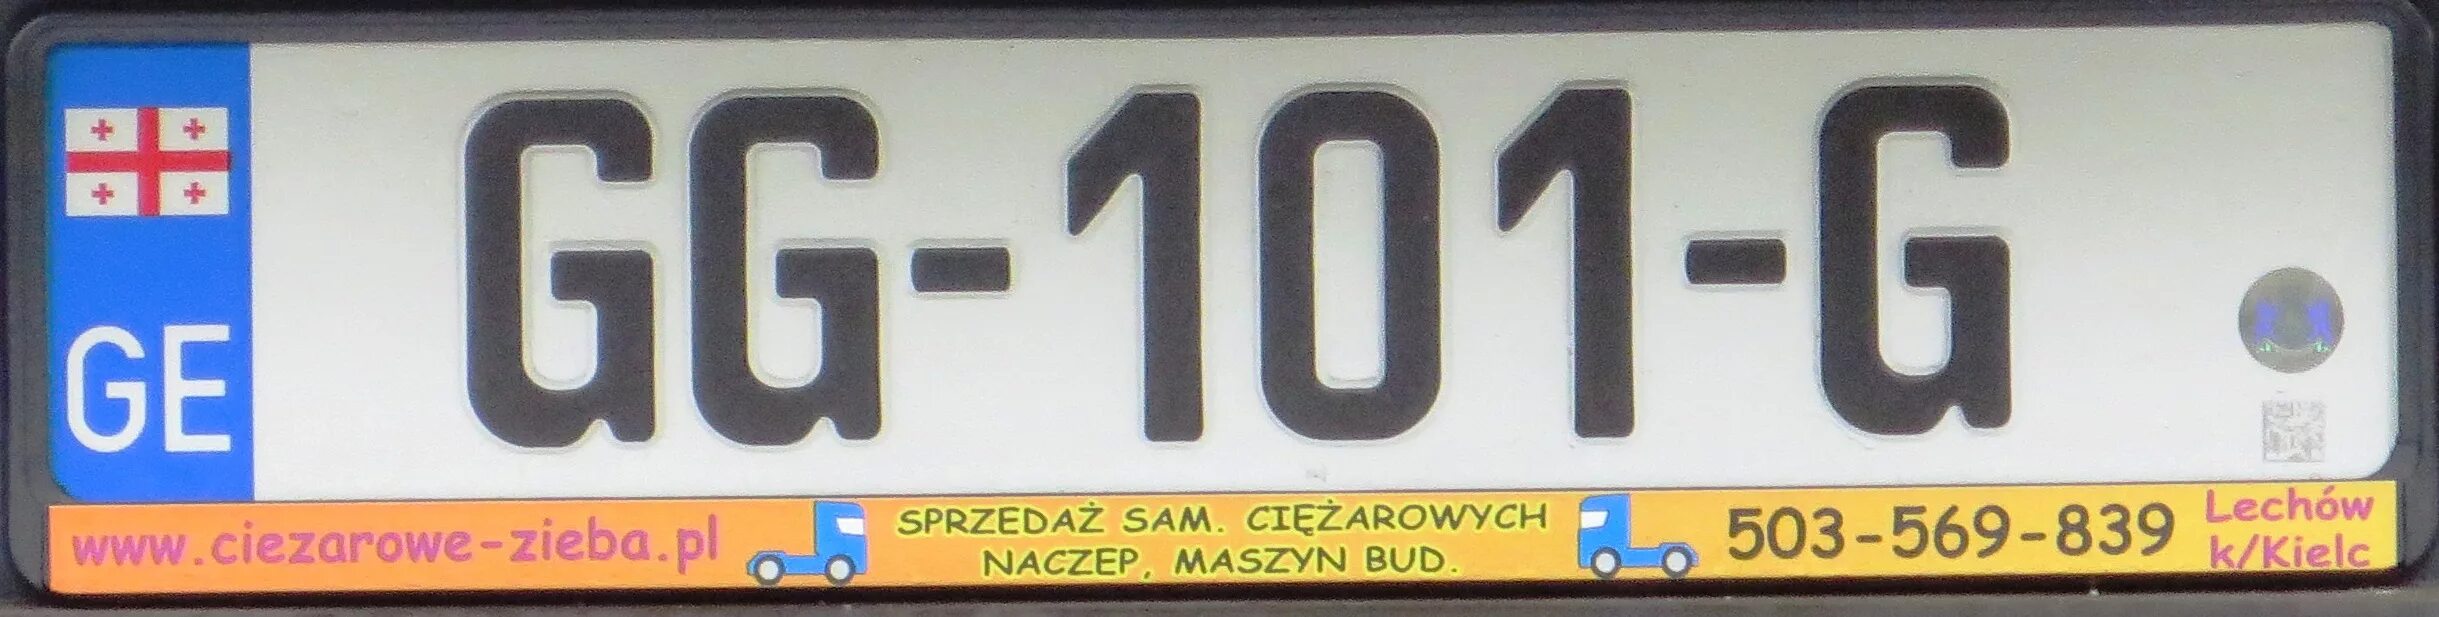 GE
GG-101-G
www.ciezarowe-zieba.pl
SPRZEDAŻ SAM. CIĘŻAROWYCH
NACZEP, MASZYN BUD.
503-569-839
Lechów
k/Kielc